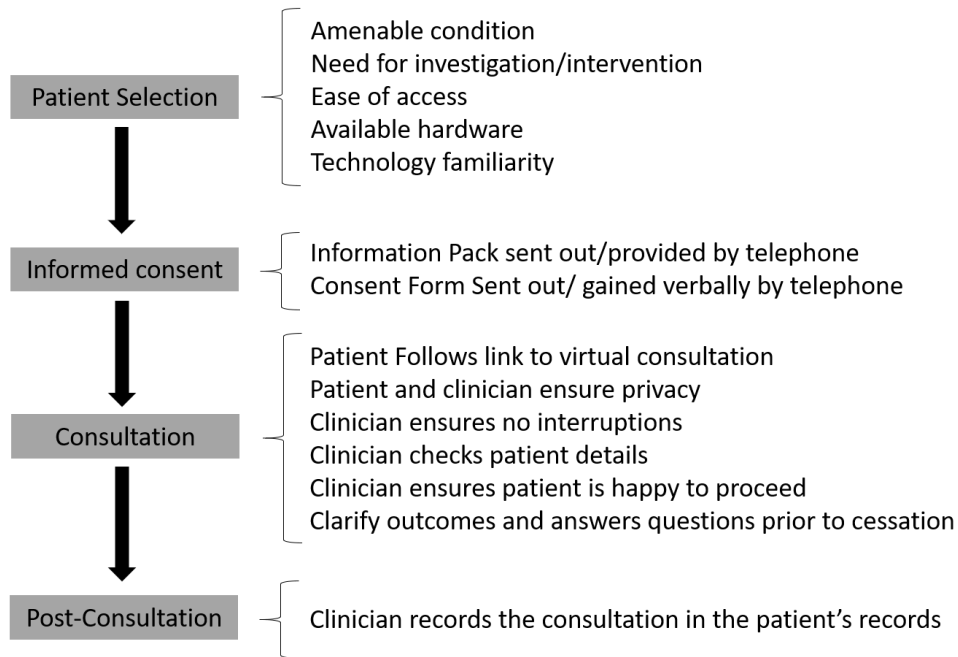 Patient Selection
Amenable condition
Need for investigation/intervention
Ease of access
Available hardware
Technology familiarity
Informed consent
Information Pack sent out/provided by telephone
Consent Form Sent out/ gained verbally by telephone
Consultation
Patient Follows link to virtual consultation
Patient and clinician ensure privacy
Clinician ensures no interruptions
Clinician checks patient details
Clinician ensures patient is happy to proceed
Clarify outcomes and answers questions prior to cessation
Post-Consultation
Clinician records the consultation in the patient’s records